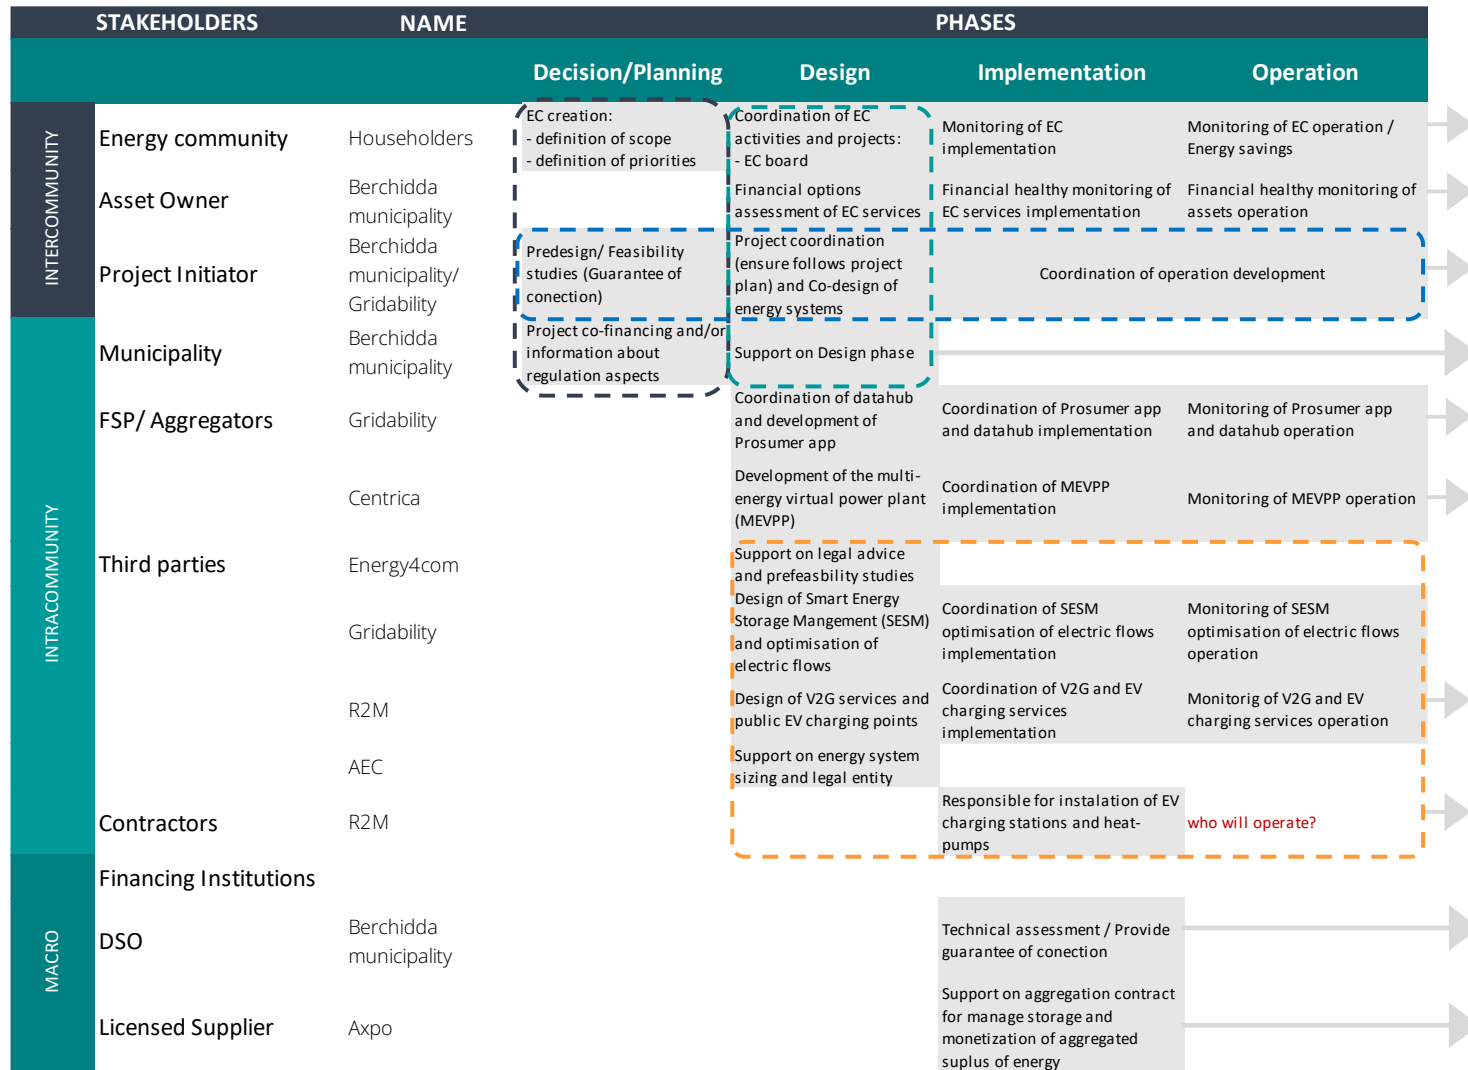 STAKEHOLDERS NAME PHASES
Decision/Planning Design Implementation Operation
INTERCOMMUNITY
Energy community
Householders
EC creation:
- definition of scope
- definition of priorities
Coordination of EC
activities and projects:
- EC board
Monitoring of EC
implementation
Monitoring of EC operation /
Energy savings
Asset Owner
Berchidda
municipality
Financial options
assessment of EC services
Financial healthy monitoring of
EC services implementation
Financial healthy monitoring of
assets operation
Project Initiator
Berchidda
municipality/
Gridability
Predesign/ Feasibility
studies (Guarantee of
conection)
Project coordination
(ensure follows project
plan) and Co-design of
energy systems
Coordination of operation development
INTRACOMMUNITY
Municipality
Berchidda
municipality
Project co-financing and/or
information about
regulation aspects
Support on Design phase
FSP/ Aggregators
Gridability
Coordination of datahub
and development of
Prosumer app
Coordination of Prosumer app
and datahub implementation
Monitoring of Prosumer app
and datahub operation
Centrica
Development of the multi-
energy virtual power plant
(MEVPP)
Coordination of MEVPP
implementation
Monitoring of MEVPP operation
Third parties
Energy4com
Support on legal advice
and prefeasbility studies
Gridability
Design of Smart Energy
Storage Mangement (SESM)
and optimisation of
electric flows
Coordination of SESM
optimisation of electric flows
implementation
Monitoring of SESM
optimisation of electric flows
operation
R2M
Design of V2G services and
public EV charging points
Coordination of V2G and EV
charging services
implementation
Monitorig of V2G and EV
charging services operation
AEC
Support on energy system
sizing and legal entity
Contractors
R2M
Responsible for instalation of EV
charging stations and heat-
pumps
who will operate?
MACRO
Financing Institutions
DSO
Berchidda
municipality
Technical assessment / Provide
guarantee of conection
Licensed Supplier
Axpo
Support on aggregation contract
for manage storage and
monetization of aggregated
suplus of energy